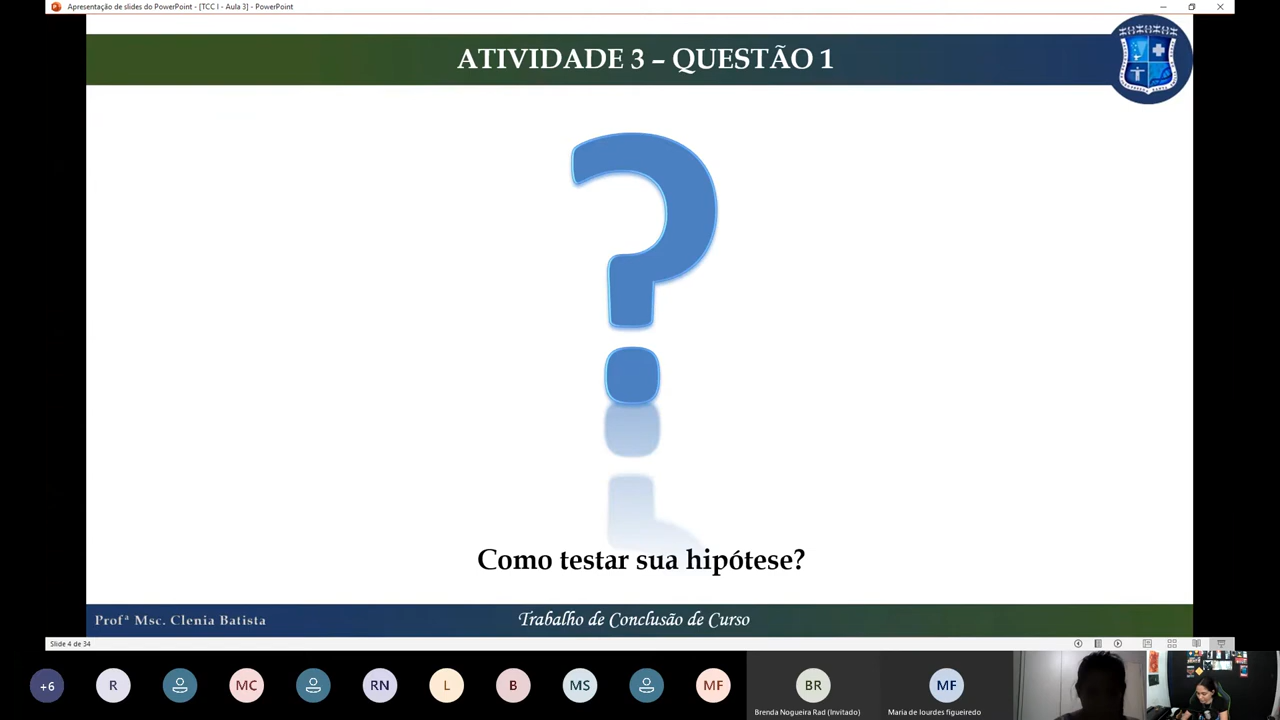 Apresentação de slides do PowerPoint - [TCC I - Aula 3] - PowerPoint
ATIVIDADE 3 – QUESTÃO 1
?
Como testar sua hipótese?
Profª Msc. Clenia Batista
Trabalho de Conclusão de Curso
Slide 4 de 34
+6
R
MC
RN
L
B
MS
MF
BR
MF
Brenda Nogueira Rad (Invitado)
Maria de lourdes figueiredo